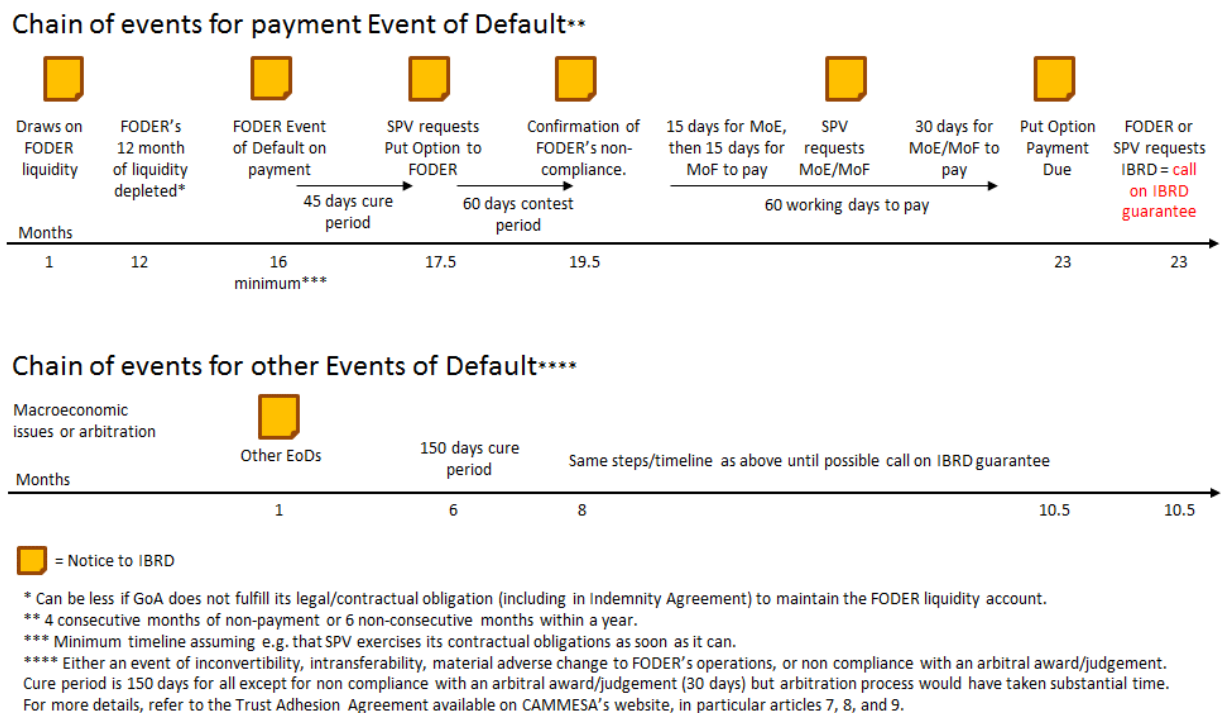 Chain of events for payment Event of Default**
Draws on
FODER
liquidity
FODER's
12 month
of liquidity
depleted*
FODER Event
of Default on
payment
SPV requests
Put Option to
FODER
Confirmation of
FODER's non-
compliance.
15 days for MoE,
then 15 days for
MoF to pay
SPV
requests
MoE/MoF
30 days for
MoE/MoF to
pay
Put Option
Payment
Due
FODER or
SPV requests
IBRD = call
on IBRD
guarantee
45 days cure
period
60 days contest
period
60 working days to pay
Months
1
12
16
minimum***
17.5
19.5
23
23
Chain of events for other Events of Default****
Macroeconomic
issues or arbitration
Other EoDs
150 days cure
period
Same steps/timeline as above until possible call on IBRD guarantee
Months
1
6
8
10.5
10.5
= Notice to IBRD
* Can be less if GoA does not fulfill its legal/contractual obligation (including in Indemnity Agreement) to maintain the FODER liquidity account.
** 4 consecutive months of non-payment or 6 non-consecutive months within a year.
*** Minimum timeline assuming e.g. that SPV exercises its contractual obligations as soon as it can.
**** Either an event of inconvertibility, intransferability, material adverse change to FODER's operations, or non compliance with an arbitral award/judgement.
Cure period is 150 days for all except for non compliance with an arbitral award/judgement (30 days) but arbitration process would have taken substantial time.
For more details, refer to the Trust Adhesion Agreement available on CAMMESA's website, in particular articles 7, 8, and 9.